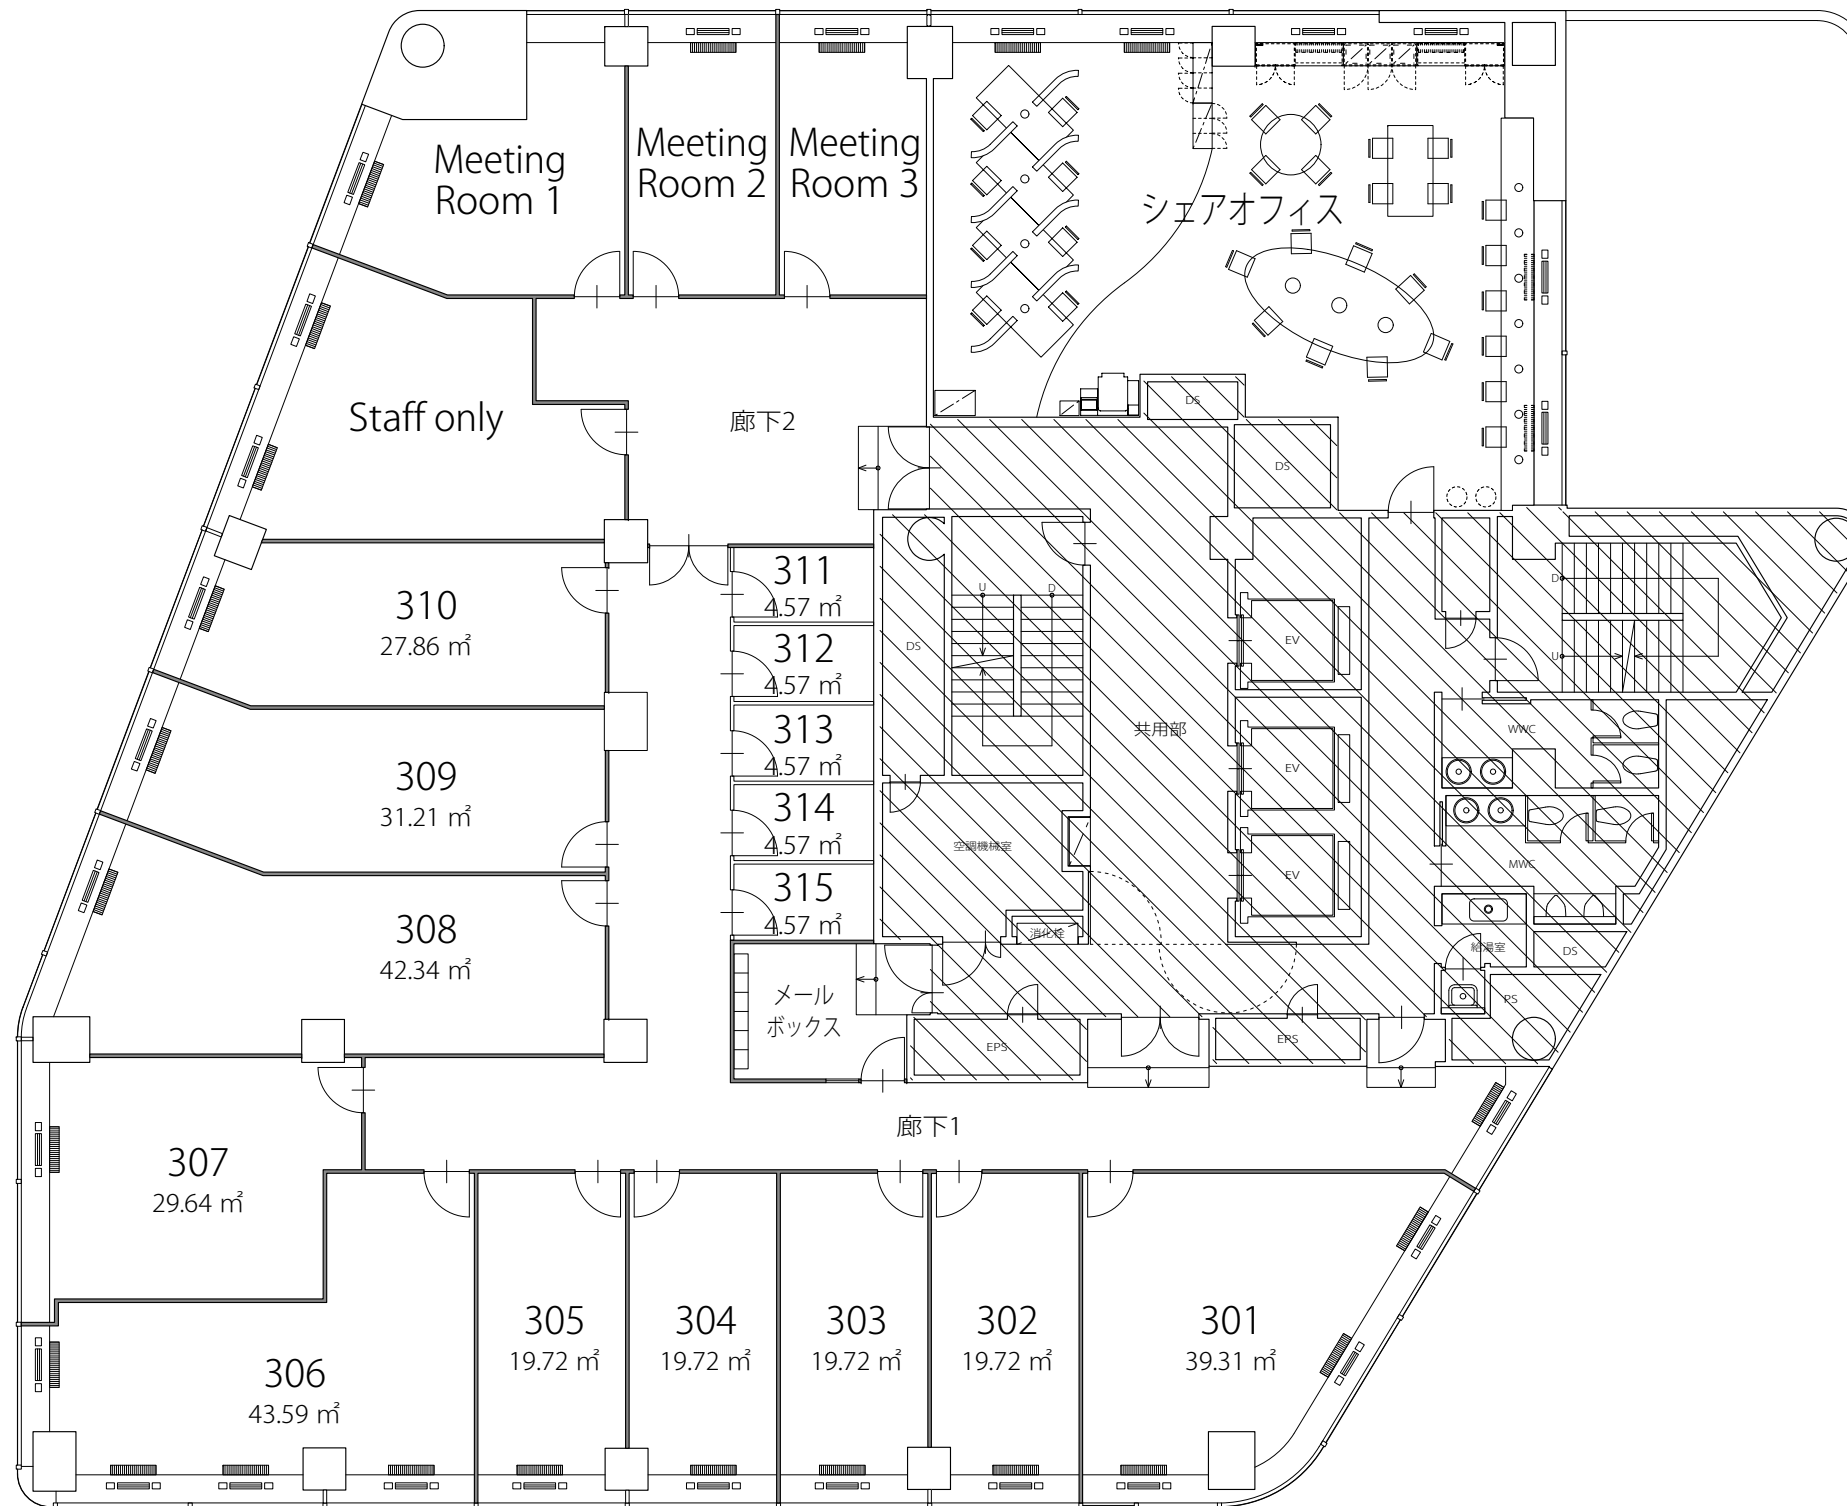 Meeting
Room 1
Meeting
Room 2
Meeting
Room 3
シェアオフィス
Staff only
廊下2
DS
DS
311
4.57 ㎡
312
4.57 ㎡
313
4.57 ㎡
314
4.57 ㎡
315
4.57 ㎡
310
27.86 ㎡
309
31.21 ㎡
308
42.34 ㎡
DS
U
D
EV
EV
EV
共用部
空調機械室
消化栓
D
U
WWC
MWC
給湯室
DS
PS
メール
ボックス
EPS
EPS
廊下1
307
29.64 ㎡
306
43.59 ㎡
305
19.72 ㎡
304
19.72 ㎡
303
19.72 ㎡
302
19.72 ㎡
301
39.31 ㎡